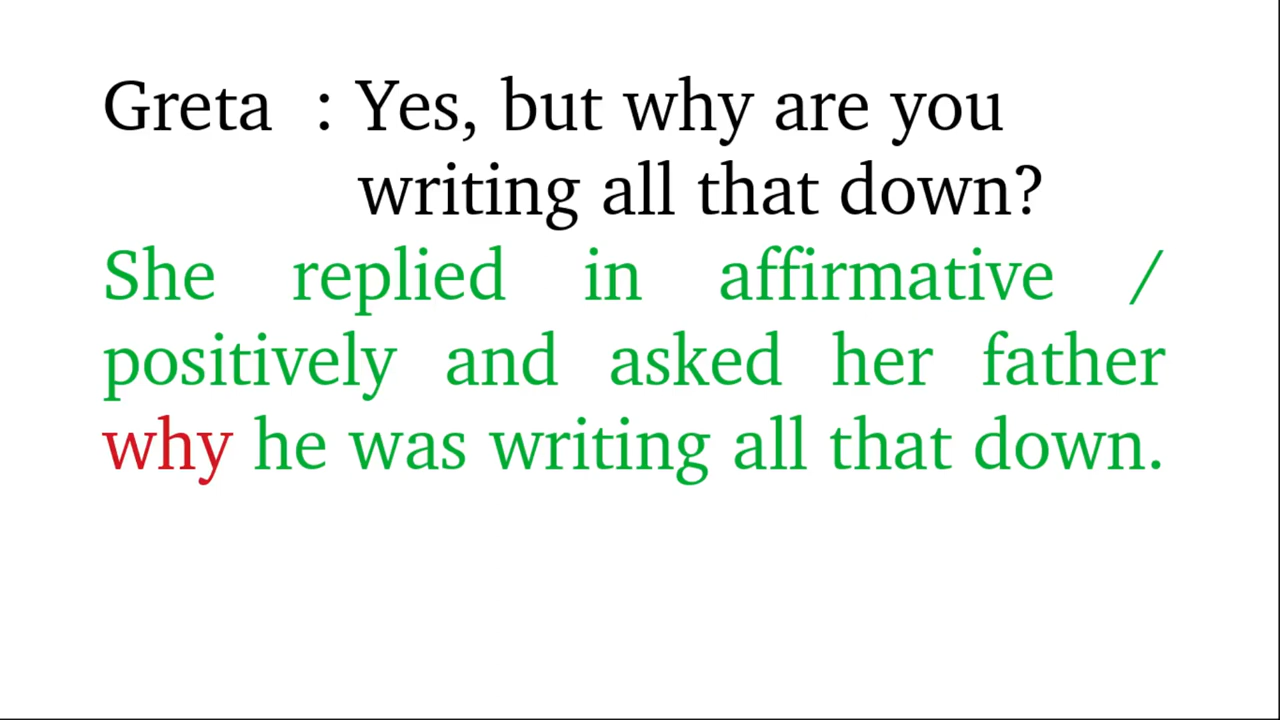 Greta : Yes, but why are you
writing all that down?
She replied in affirmative /
positively and asked her father
why he was writing all that down.